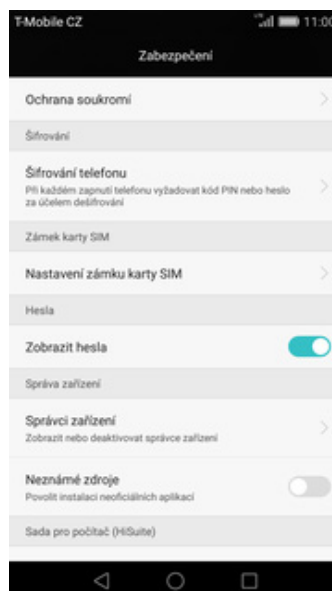 T-Mobile CZ 11:00
Zabezpečení
Ochrana soukromí
Šifrování
Šifrování telefonu
Při každém zapnutí telefonu vyžadovat kód PIN nebo heslo
za účelem dešifrování
Zámek karty SIM
Nastavení zámku karty SIM
Hesla
Zobrazit hesla
Správa zařízení
Správci zařízení
Zobrazit nebo deaktivovat správce zařízení
Neznámé zdroje
Povolit instalaci neoficiálních aplikací
Sada pro počítač (HiSuite)